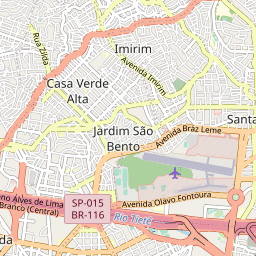 Rua Zilda
Imirim
Avenida Imirim
Casa Verde
Alta
Santa
Jardim São
Bento
Avenida Braz Leme
SP-015
BR-116
Avenida Olavo Fontoura
no Alves de Lima
Branco (Central)
Rio Tietê
da